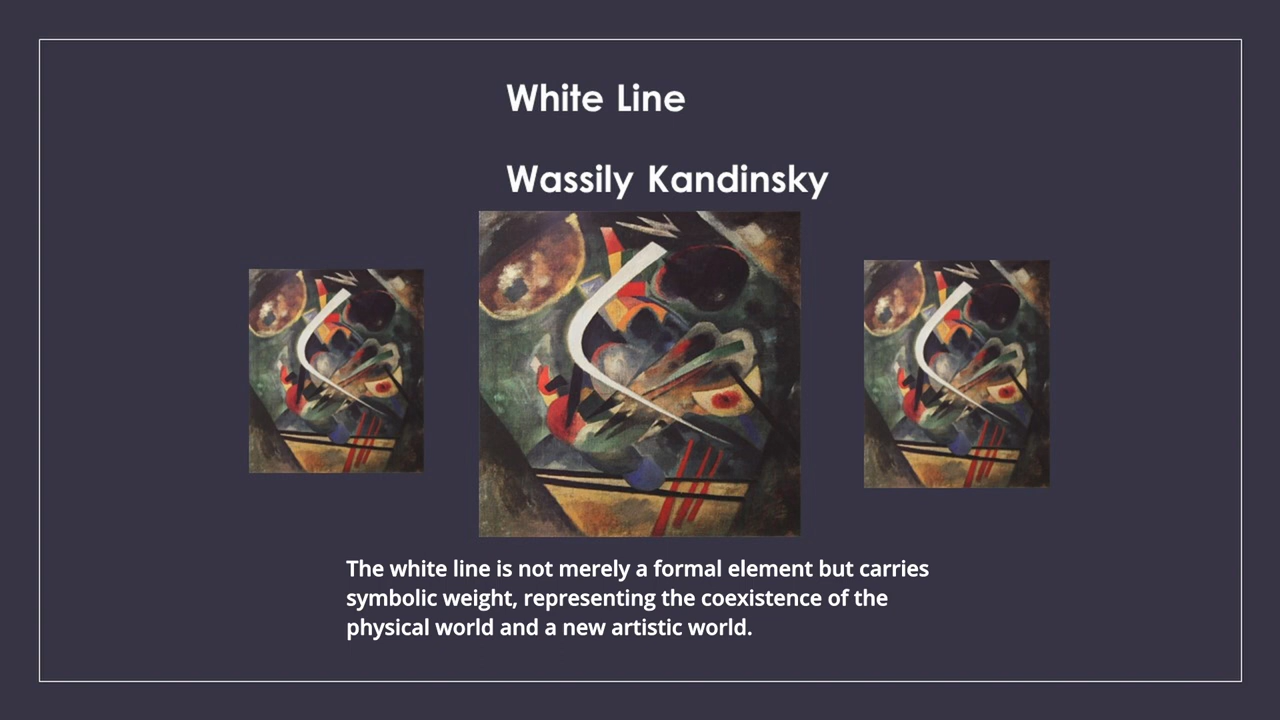 White Line
Wassily Kandinsky
The white line is not merely a formal element but carries
symbolic weight, representing the coexistence of the
physical world and a new artistic world.